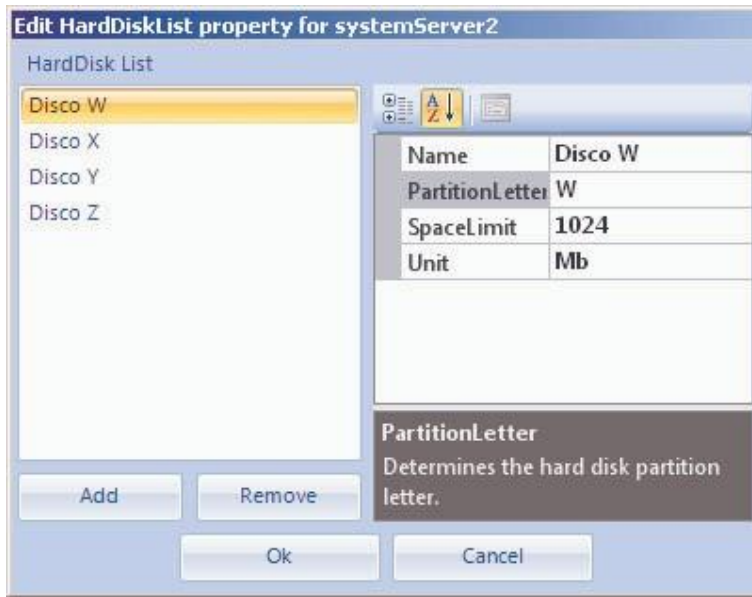 Edit HardDiskList property for systemServer2
HardDisk List
Disco W
Disco X
Disco Y
Disco Z
A
Z
Name Disco W
PartitionLetter W
SpaceLimit 1024
Unit Mb
PartitionLetter
Determines the hard disk partition
letter.
Add Remove
Ok Cancel